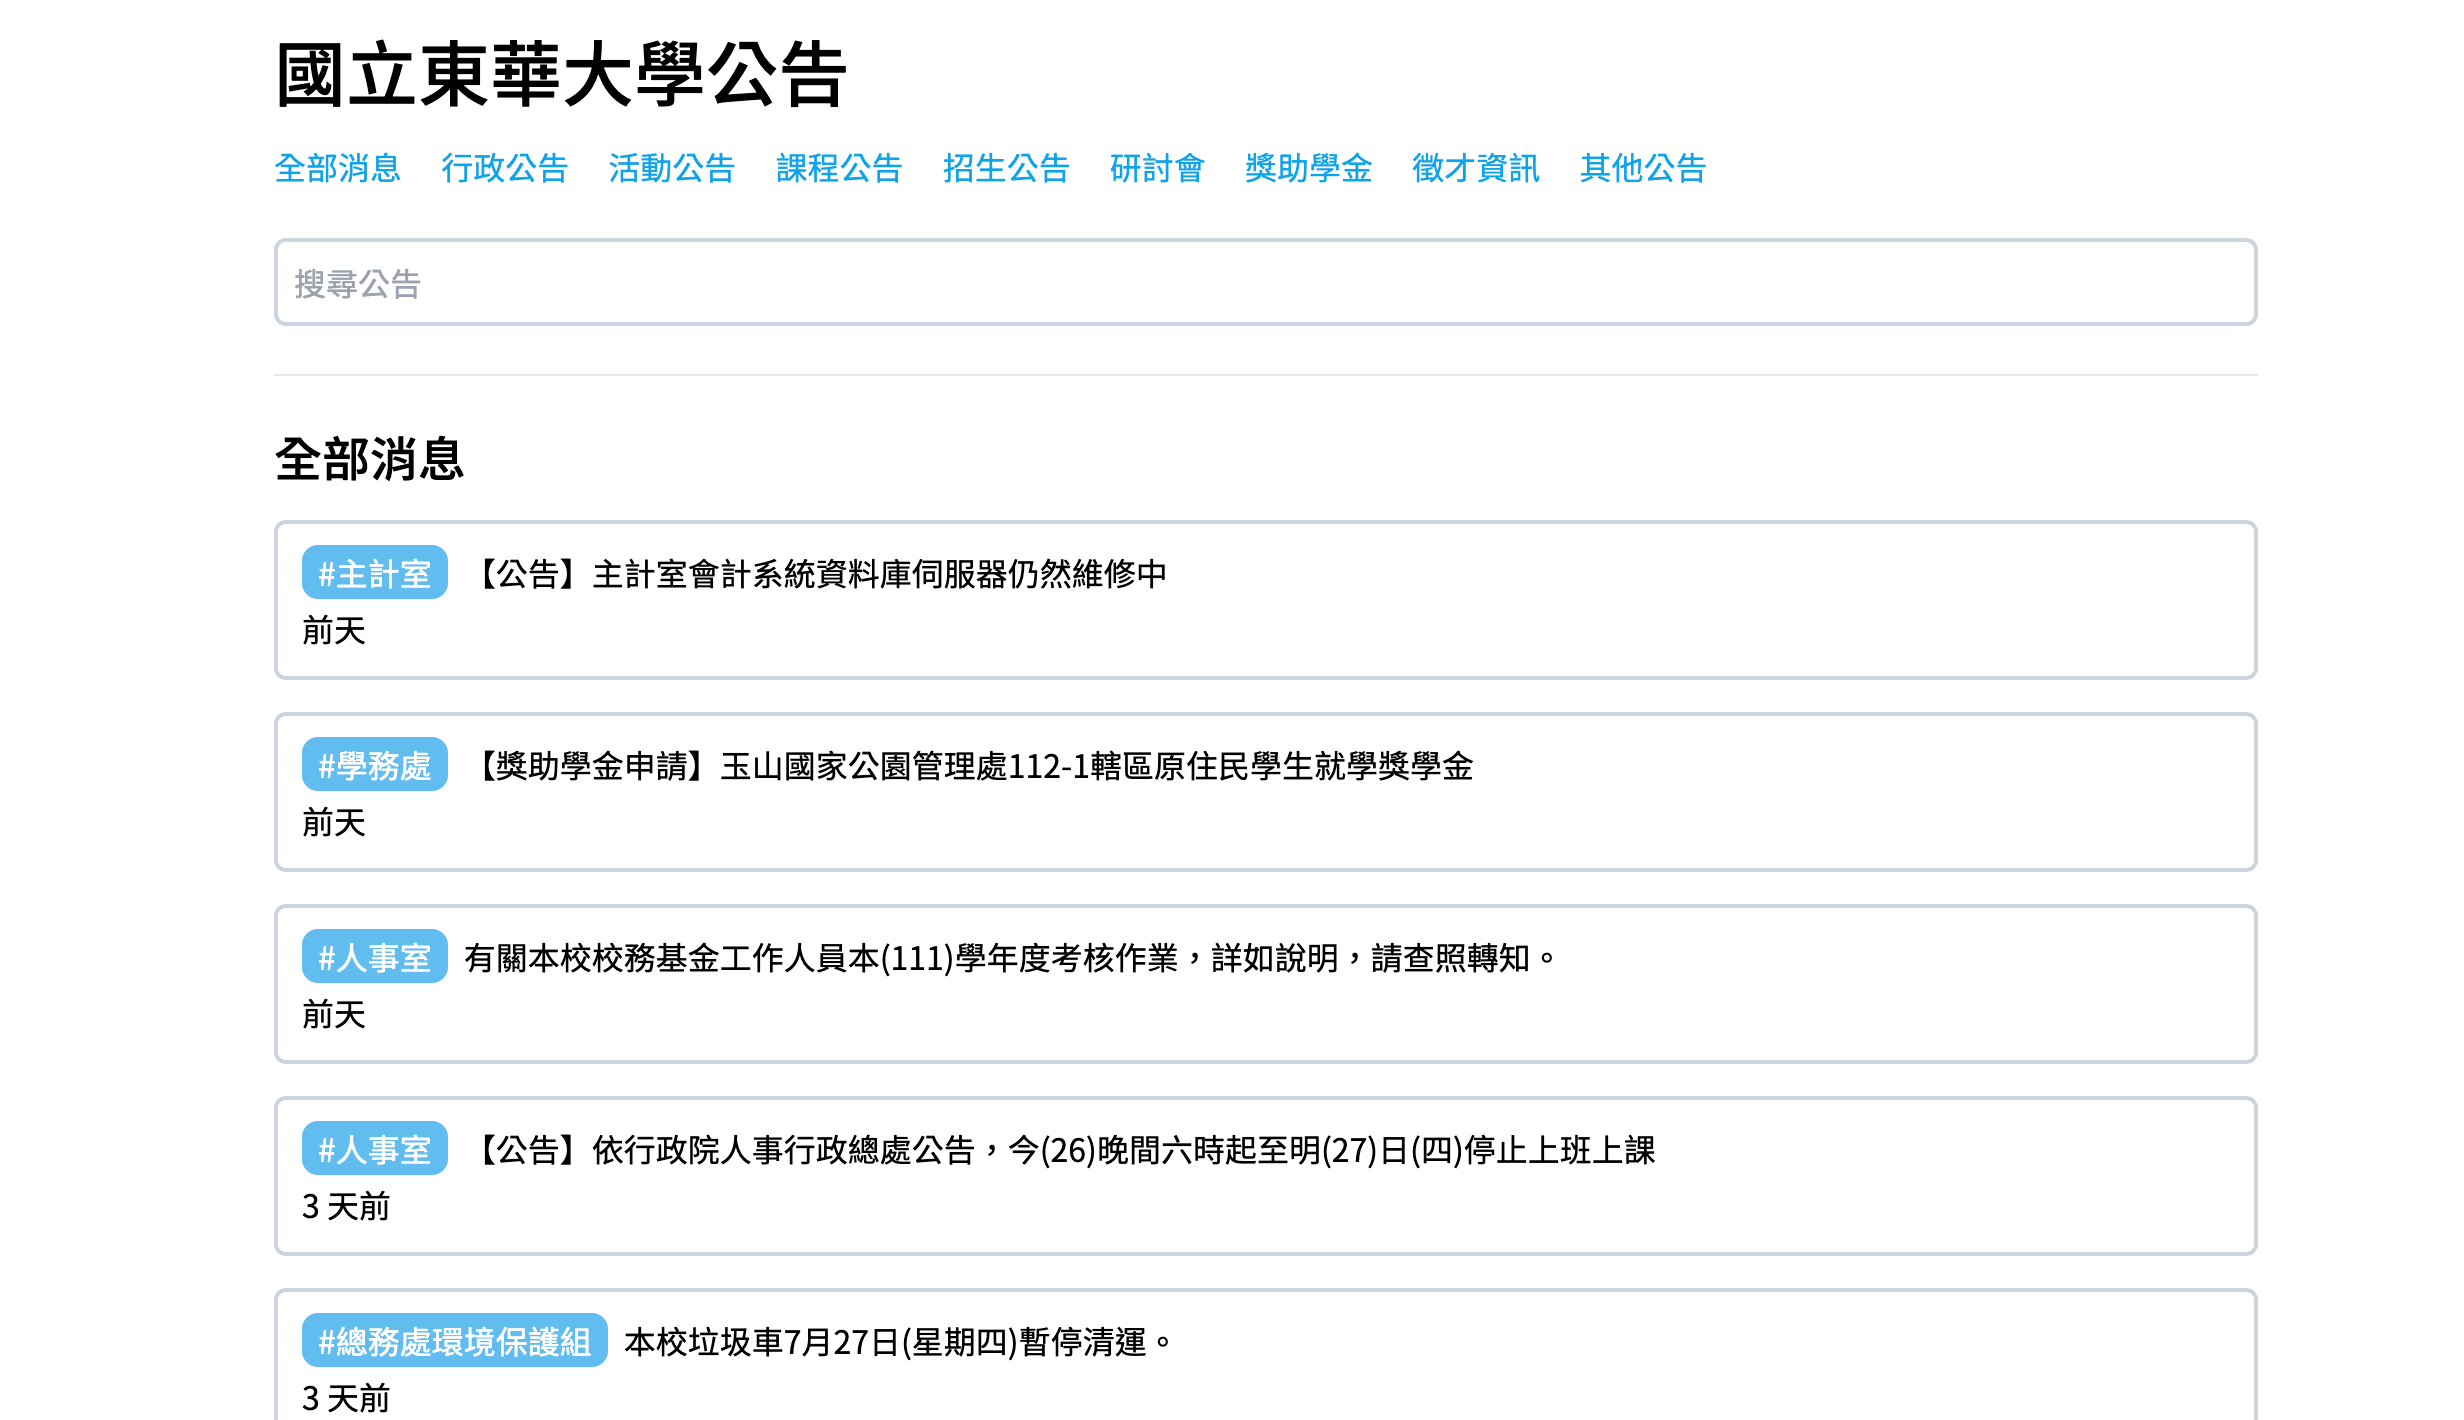 國立東華大學公告
全部消息 行政公告 活動公告 課程公告 招生公告 研討會 獎助學金 徵才資訊 其他公告
搜尋公告
全部消息
#主計室 【公告】主計室會計系統資料庫伺服器仍然維修中
前天
#學務處 【獎助學金申請】玉山國家公園管理處112-1轄區原住民學生就學獎學金
前天
#人事室 有關本校校務基金工作人員本(111)學年度考核作業，詳如說明，請查照轉知。
前天
#人事室 【公告】依行政院人事行政總處公告，今(26)晚間六時起至明(27)日(四)停止上班上課
3 天前
#總務處環境保護組 本校垃圾車7月27日(星期四)暫停清運。
3 天前